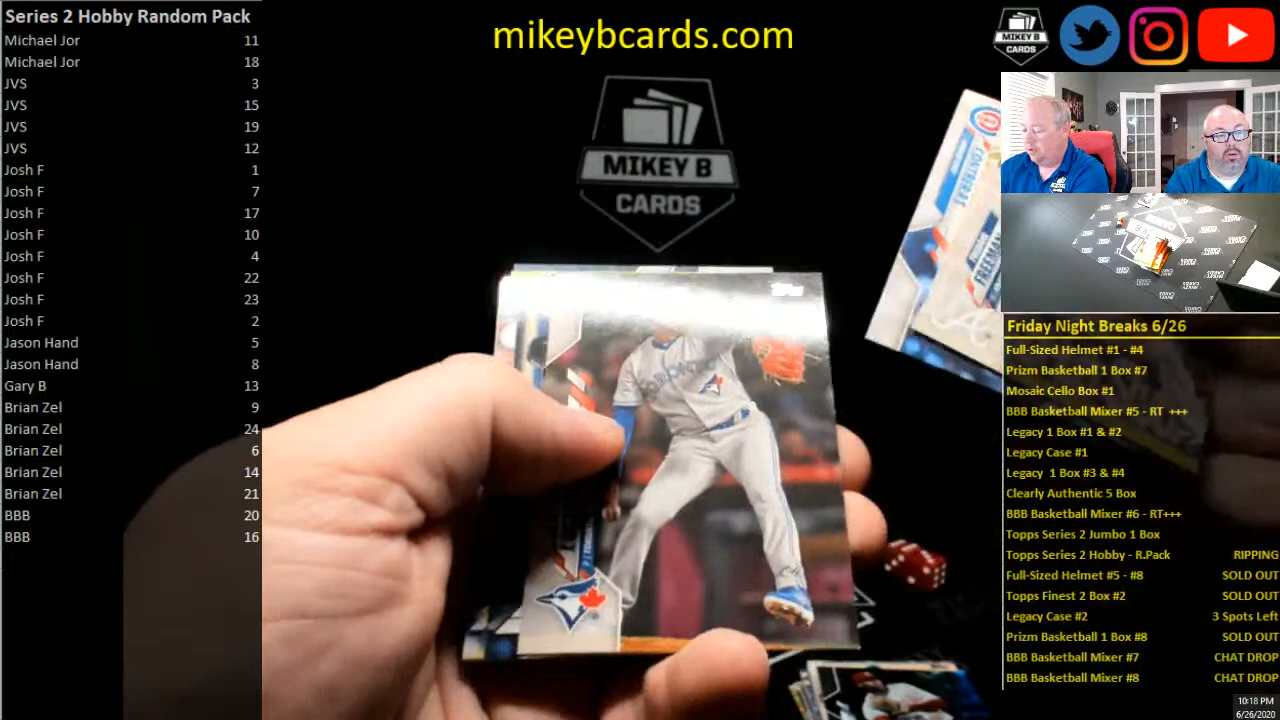 Series 2 Hobby Random Pack
Michael Jor 11
Michael Jor 18
JVS 3
JVS 15
JVS 19
JVS 12
Josh F 1
Josh F 7
Josh F 17
Josh F 10
Josh F 4
Josh F 22
Josh F 23
Josh F 2
Jason Hand 5
Jason Hand 8
Gary B 13
Brian Zel 9
Brian Zel 24
Brian Zel 6
Brian Zel 14
Brian Zel 21
BBB 20
BBB 16
mikeybcards.com
MIKEY B
CARDS
MIKEY B
CARDS
Topps
FREEMAN
Friday Night Breaks 6/26
Full-Sized Helmet #1 - #4
Prizm Basketball 1 Box #7
Mosaic Cello Box #1
BBB Basketball Mixer #5 - RT +++
Legacy 1 Box #1 & #2
Legacy Case #1
Legacy 1 Box #3 & #4
Clearly Authentic 5 Box
BBB Basketball Mixer #6 - RT+++
Topps Series 2 Jumbo 1 Box
Topps Series 2 Hobby - R.Pack RIPPING
Full-Sized Helmet #5 - #8 SOLD OUT
Topps Finest 2 Box #2 SOLD OUT
Legacy Case #2 3 Spots Left
Prizm Basketball 1 Box #8 SOLD OUT
BBB Basketball Mixer #7 CHAT DROP
BBB Basketball Mixer #8 CHAT DROP
10:18 PM
6/26/2020